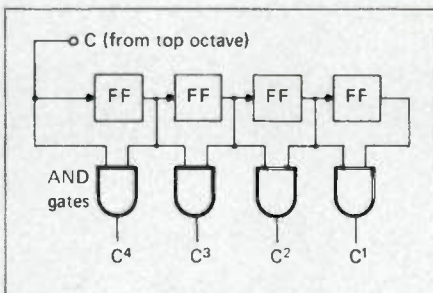 C (from top octave)
FF FF FF FF
AND
gates
C⁴ C³ C² C¹